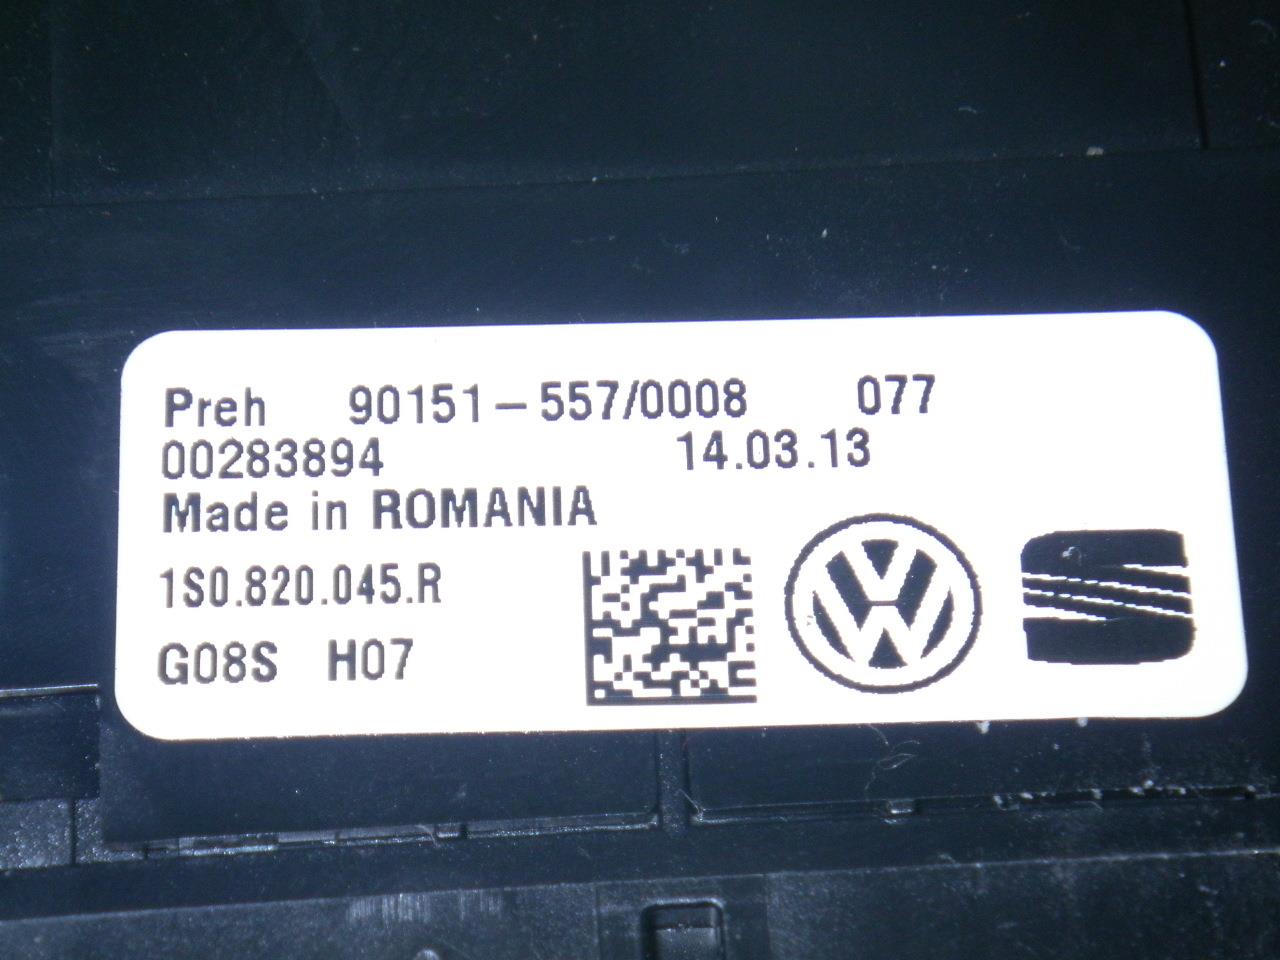 Preh 90151-557/0008 077
00283894 14.03.13
Made in ROMANIA
1S0.820.045.R
G08S H07